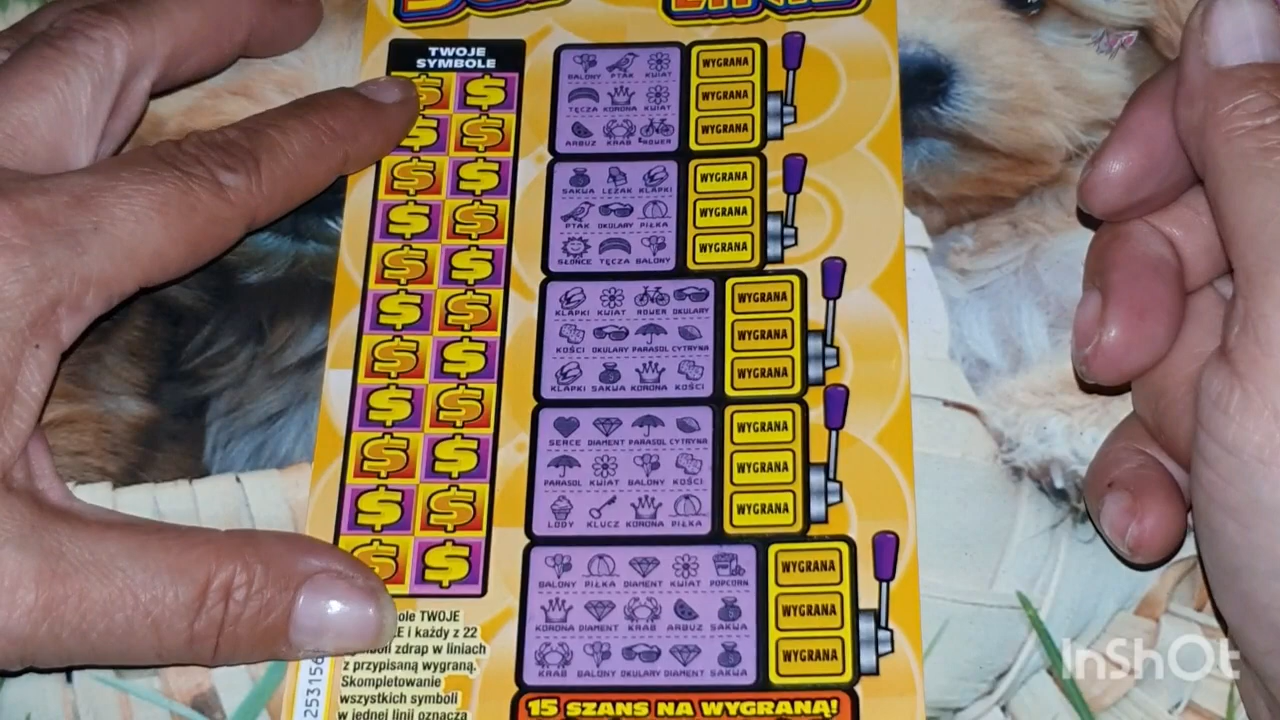 TWOJE
SYMBOLE
BALONY PTAK KWIAT
TĘCZA KORONA KWIAT
ARBUZ KRAB ROWER
WYGRANA
WYGRANA
WYGRANA
SAKWA LEŻAK KLAPKI
PTAK OKULARY PIŁKA
SŁOŃCE TĘCZA BALONY
WYGRANA
WYGRANA
WYGRANA
KLAPKI KWIAT ROWER OKULARY
KOŚCI OKULARY PARASOL CYTRYNA
KLAPKI SAKWA KORONA KOŚCI
WYGRANA
WYGRANA
WYGRANA
SERCE DIAMENT PARASOL CYTRYNA
PARASOL KWIAT BALONY KOŚCI
LODY KLUCZ KORONA PIŁKA
WYGRANA
WYGRANA
WYGRANA
BALONY PIŁKA DIAMENT KWIAT POPCORN
KORONA DIAMENT KRAB ARBUZ SAKWA
KRAB BALONY OKULARY DIAMENT SAKWA
WYGRANA
WYGRANA
WYGRANA
TWOJE
i każdy z 22
zdrap w liniach
z przypisaną wygraną.
Skompletowanie
wszystkich symboli
w jednej linii oznacza
15 SZANS NA WYGRANĄ!
InShOt